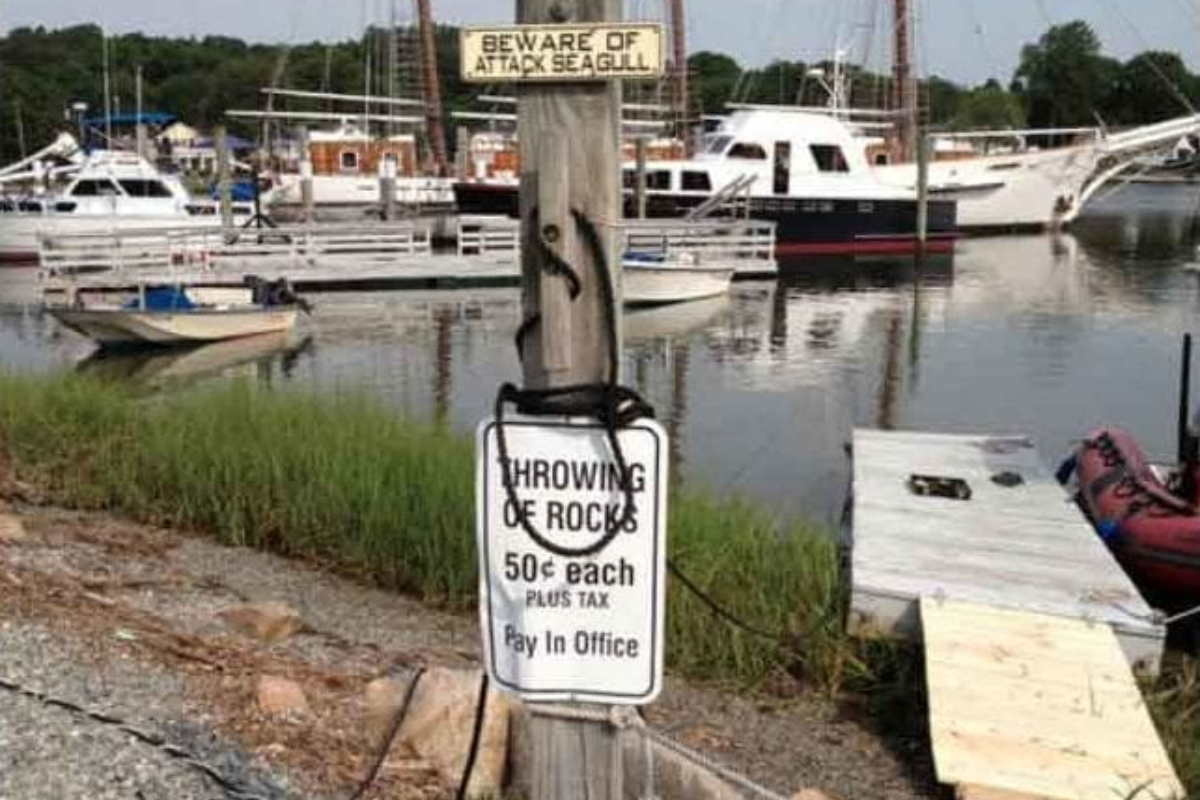 BEWARE OF
ATTACK SEAGULL
THROWING
OF ROCKS
50¢ each
PLUS TAX
Pay In Office